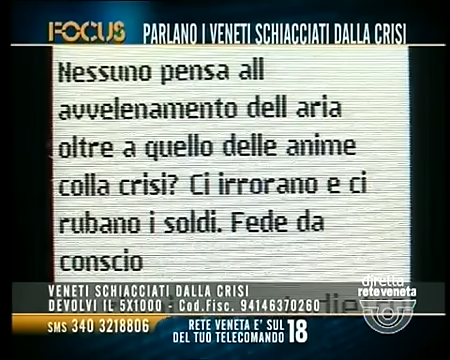 FOCUS PARLANO I VENETI SCHIACCIATI DALLA CRISI
Nessuno pensa all
avvelenamento dell aria
oltre a quello delle anime
colla crisi? Ci irrorano e ci
rubano i soldi. Fede da
conscio
VENETI SCHIACCIATI DALLA CRISI
DEVOLVI IL 5X1000 - Cod.Fisc. 94146370260
diretta
reteveneta
SMS 340 3218806
RETE VENETA E' SUL 18
DEL TUO TELECOMANDO